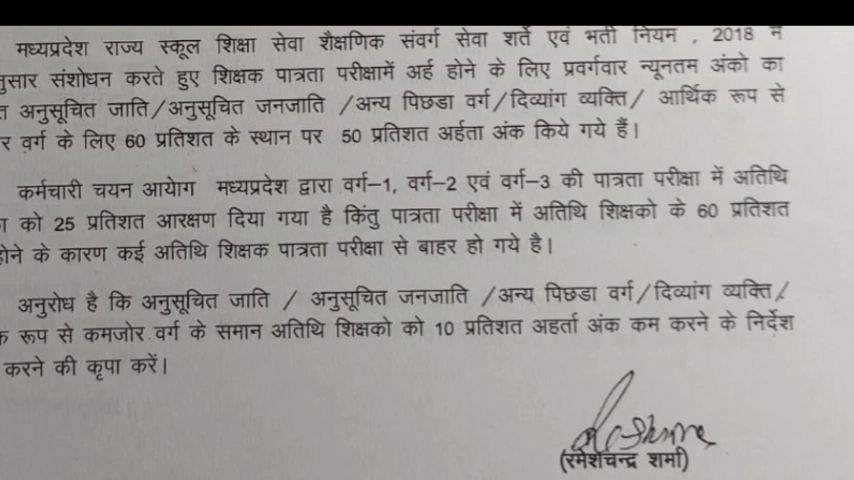 मध्यप्रदेश राज्य स्कूल शिक्षा सेवा शैक्षणिक संवर्ग सेवा शर्ते एवं भर्ती नियम , 2018 में
नुसार संशोधन करते हुए शिक्षक पात्रता परीक्षामें अर्ह होने के लिए प्रवर्गवार न्यूनतम अंको का
त अनुसूचित जाति/अनुसूचित जनजाति /अन्य पिछडा वर्ग/दिव्यांग व्यक्ति/ आर्थिक रूप से
र वर्ग के लिए 60 प्रतिशत के स्थान पर 50 प्रतिशत अर्हता अंक किये गये हैं।
कर्मचारी चयन आयेाग मध्यप्रदेश द्वारा वर्ग–1, वर्ग–2 एवं वर्ग–3 की पात्रता परीक्षा में अतिथि
को 25 प्रतिशत आरक्षण दिया गया है किंतु पात्रता परीक्षा में अतिथि शिक्षको के 60 प्रतिशत
होने के कारण कई अतिथि शिक्षक पात्रता परीक्षा से बाहर हो गये है।
अनुरोध है कि अनुसूचित जाति / अनुसूचित जनजाति /अन्य पिछडा वर्ग/दिव्यांग व्यक्ति/
क रूप से कमजोर वर्ग के समान अतिथि शिक्षको को 10 प्रतिशत अहर्ता अंक कम करने के निर्देश
करने की कृपा करें।
(रमेशचन्द्र शर्मा)